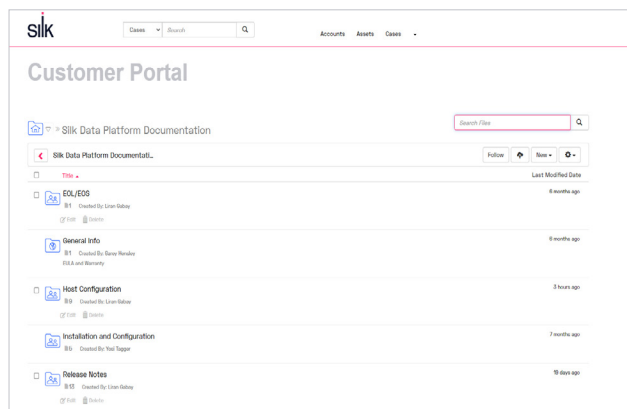 silk
Cases
Search
Accounts Assets Cases
Customer Portal
» Silk Data Platform Documentation
Search Files
Silk Data Platform Documentati...
Follow New
Title Last Modified Date
EOL/EOS 6 months ago
1 Created By: Liran Gabay
Edit Delete
General Info 6 months ago
1 Created By:
EULA and Warranty
Host Configuration 3 hours ago
9 Created By: Liran Gabay
Edit Delete
Installation and Configuration 7 months ago
Created By: Yosi Tagger
Release Notes 19 days ago
Created By: Liran Gabay
Edit Delete